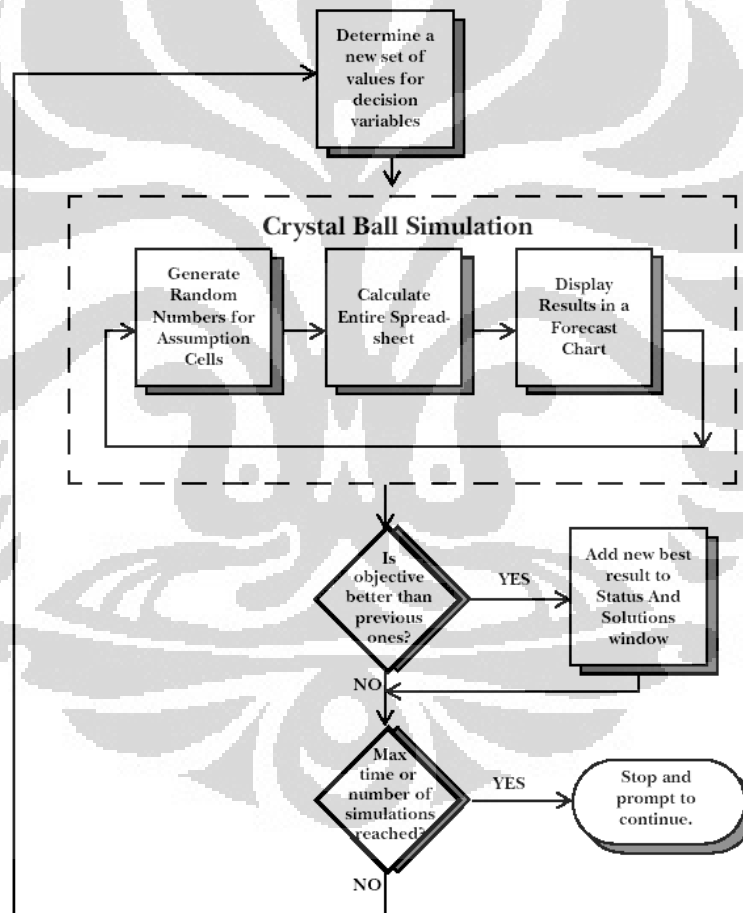 Determine a
new set of
values for
decision
variables
Crystal Ball Simulation
Generate
Random
Numbers for
Assumption
Cells
Calculate
Entire Spread-
sheet
Display
Results in a
Forecast
Chart
Is
objective
better than
previous
ones?
YES
Add new best
result to
Status And
Solutions
window
NO
Max
time or
number of
simulations
reached?
YES
Stop and
prompt to
continue.
NO